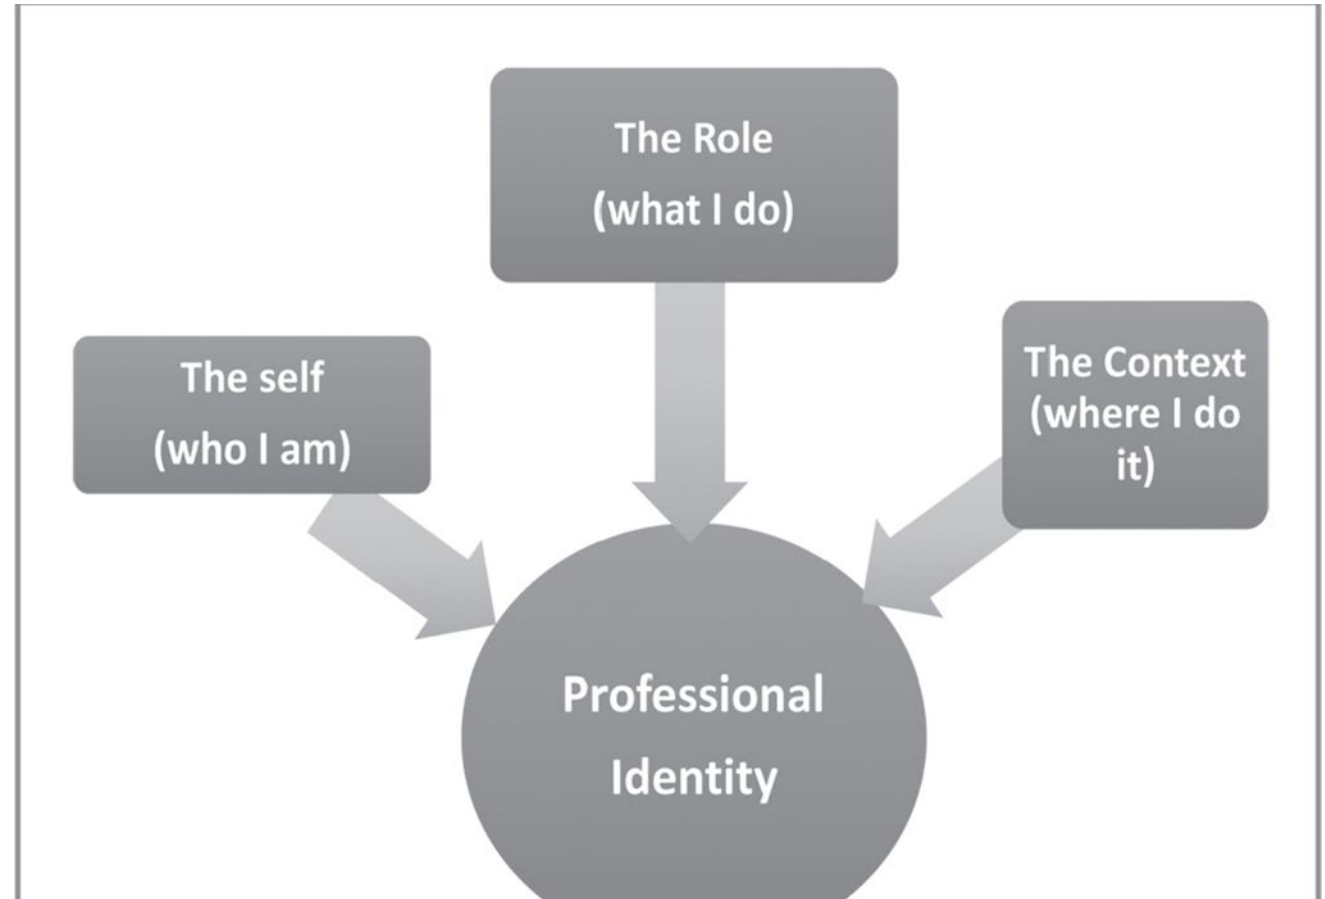 The Role
(what I do)
The self
(who I am)
The Context
(where I do
it)
Professional
Identity